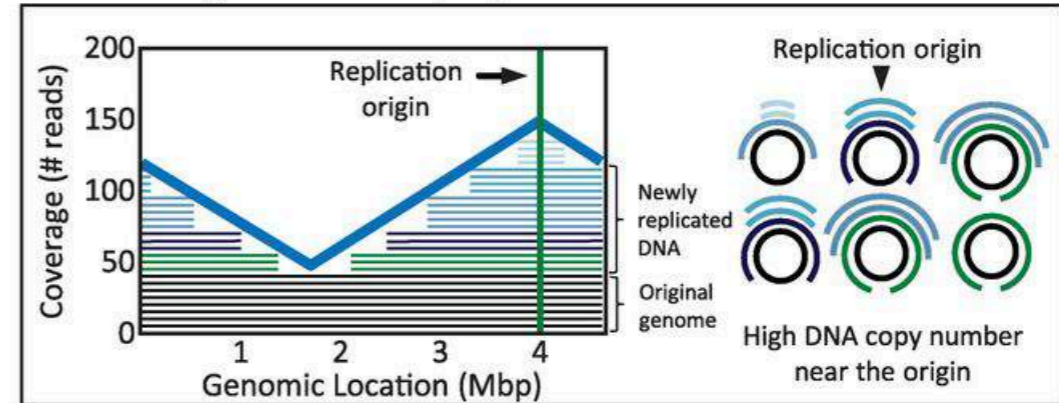 Coverage (# reads)
200
150
100
50
0
Replication
origin
1
2
3
4
Genomic Location (Mbp)
Newly
replicated
DNA
Original
genome
Replication origin
High DNA copy number
near the origin